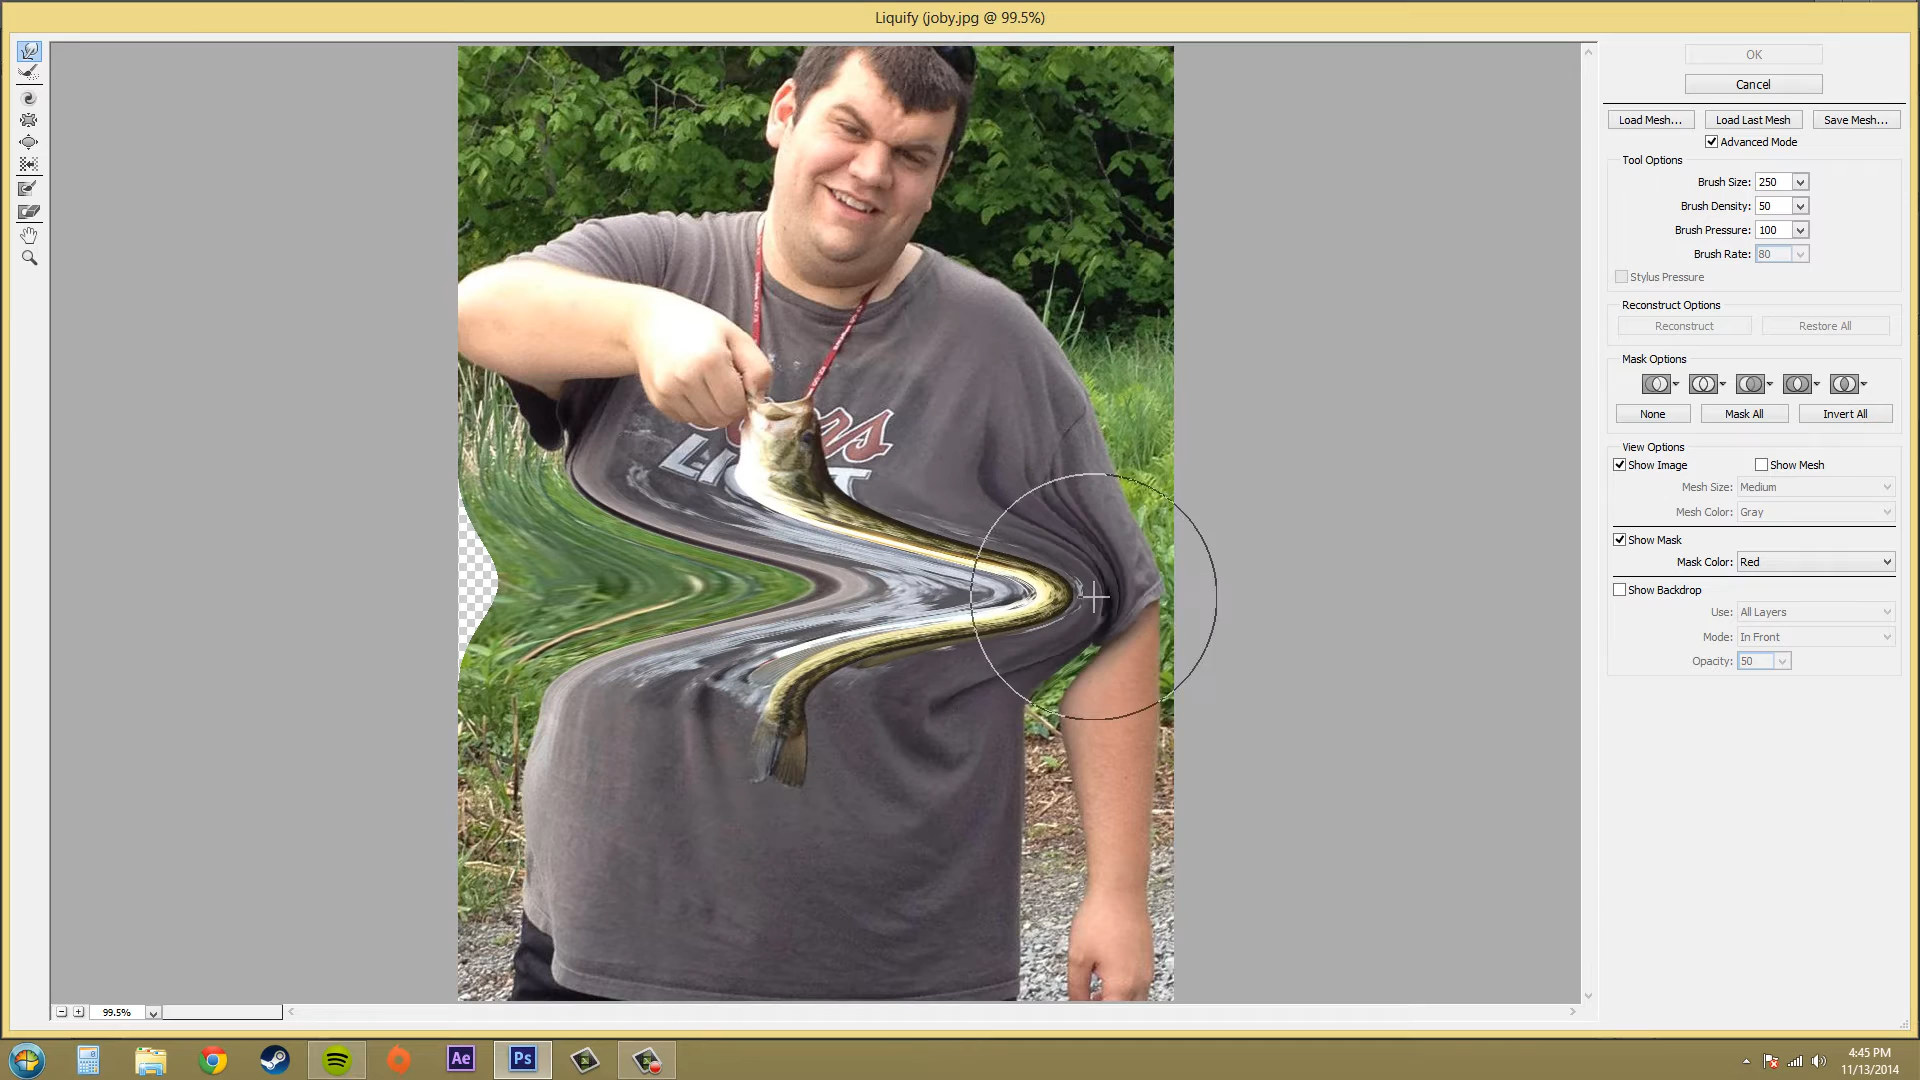 Liquify (joby.jpg @ 99.5%)
OK
Cancel
Load Mesh...
Load Last Mesh
Save Mesh...
Advanced Mode
Tool Options
Brush Size: 250
Brush Density: 50
Brush Pressure: 100
Brush Rate: 80
Stylus Pressure
Reconstruct Options
Reconstruct
Restore All
Mask Options
None
Mask All
Invert All
View Options
Show Image
Show Mesh
Mesh Size: Medium
Mesh Color: Gray
Show Mask
Mask Color: Red
Show Backdrop
Use: All Layers
Mode: In Front
Opacity: 50
99.5%
Ae
Ps
4:45 PM
11/13/2014